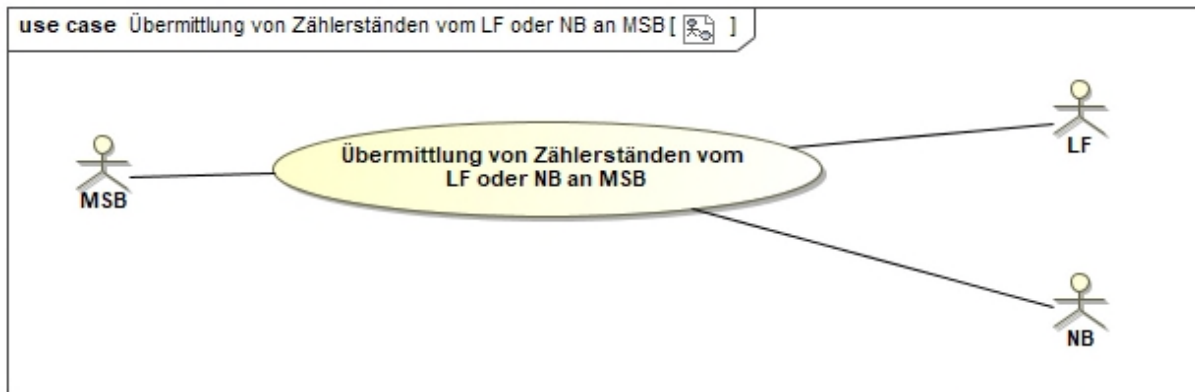 use case Übermittlung von Zählerständen vom LF oder NB an MSB [ ]
LF
Übermittlung von Zählerständen vom
LF oder NB an MSB
MSB
NB